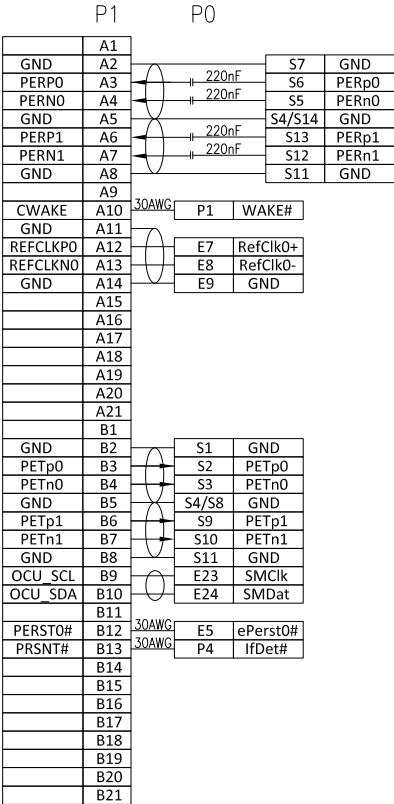 P1 P0
A1
GND A2 S7 GND
PERP0 A3 220nF S6 PERp0
PERN0 A4 220nF S5 PERn0
GND A5 S4/S14 GND
PERP1 A6 220nF S13 PERp1
PERN1 A7 220nF S12 PERn1
GND A8 S11 GND
A9
CWAKE A10 30AWG P1 WAKE#
GND A11
REFCLKP0 A12 E7 RefClk0+
REFCLKN0 A13 E8 RefClk0-
GND A14 E9 GND
A15
A16
A17
A18
A19
A20
A21
B1
GND B2 S1 GND
PETp0 B3 S2 PETp0
PETn0 B4 S3 PETn0
GND B5 S4/S8 GND
PETp1 B6 S9 PETp1
PETn1 B7 S10 PETn1
GND B8 S11 GND
OCU_SCL B9 E23 SMClk
OCU_SDA B10 E24 SMDat
B11
PERST0# B12 30AWG E5 ePerst0#
PRSNT# B13 30AWG P4 IfDet#
B14
B15
B16
B17
B18
B19
B20
B21